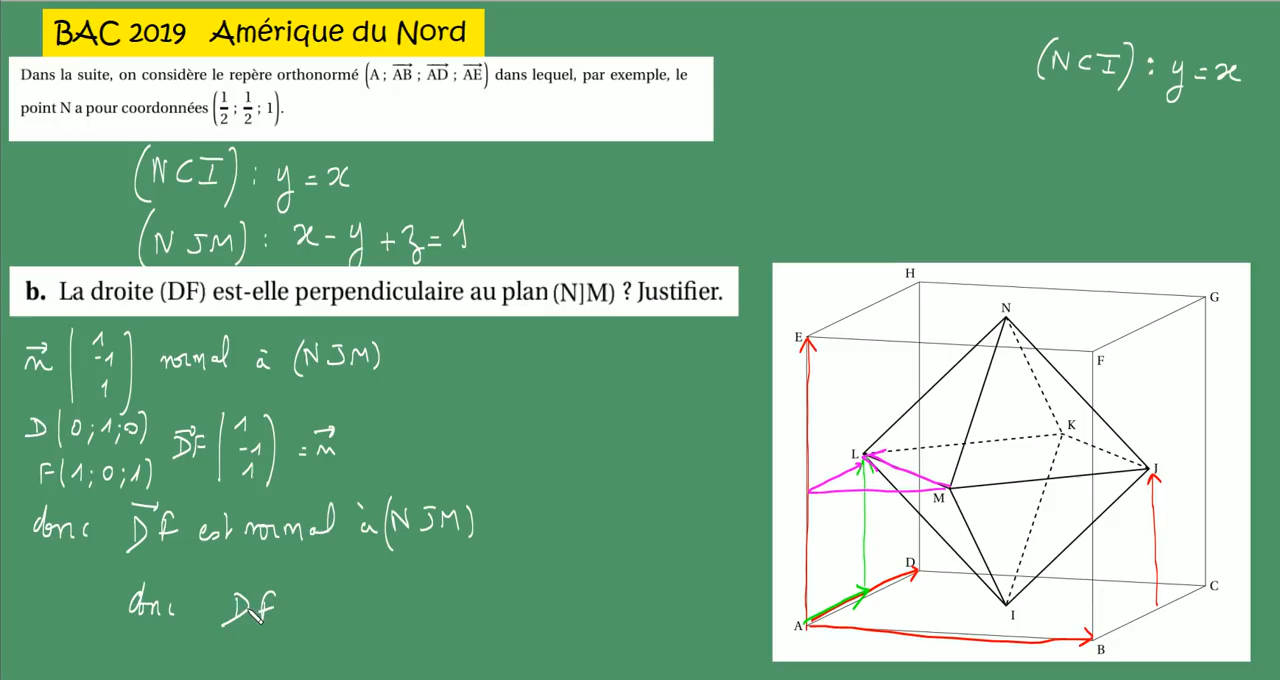 BAC 2019 Amérique du Nord
(NCI) : y = x
Dans la suite, on considère le repère orthonormé (A ; AB ; AD ; AE) dans lequel, par exemple, le
point N a pour coordonnées (1/2 ; 1/2 ; 1).
(NCI) : y = x
(NJM) : x - y + z = 1
b. La droite (DF) est-elle perpendiculaire au plan (NJM) ? Justifier.
n (1 -1 1) normal à (NJM)
D(0;1;0)
F(1;0;1)
DF (1 -1 1) = n
donc DF est normal à (NJM)
donc DF
H
G
N
E
F
K
L
J
M
D
C
I
A
B